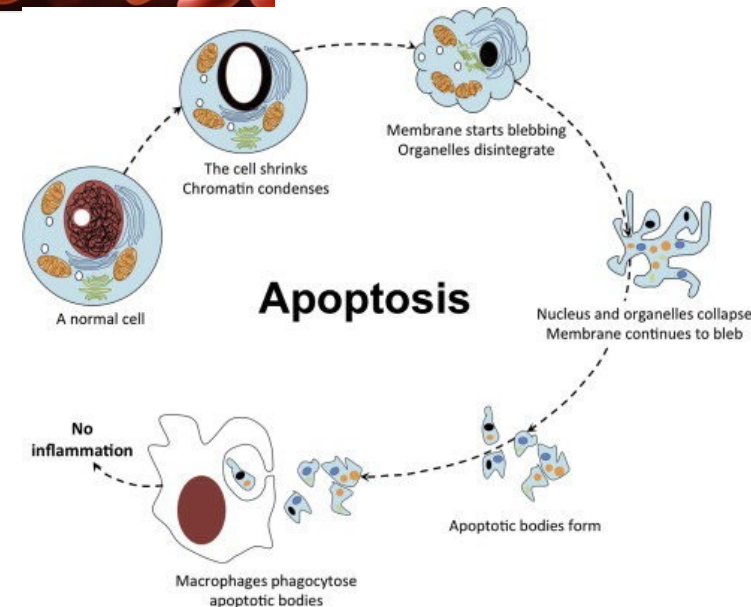 A normal cell
The cell shrinks
Chromatin condenses
Membrane starts blebbing
Organelles disintegrate
Nucleus and organelles collapse
Membrane continues to bleb
Apoptosis
Apoptotic bodies form
Macrophages phagocytose
apoptotic bodies
No
inflammation